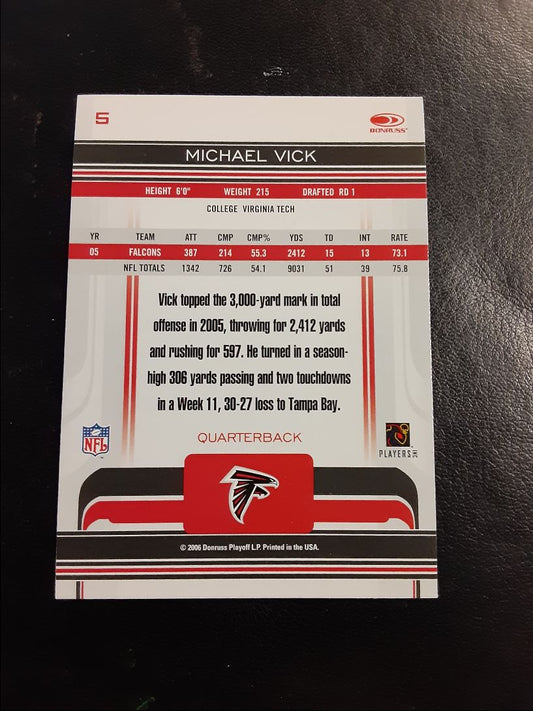 5
DONRUSS
MICHAEL VICK
HEIGHT 6'0" WEIGHT 215 DRAFTED RD 1
COLLEGE VIRGINIA TECH
YR TEAM ATT CMP CMP% YDS TD INT RATE
05 FALCONS 387 214 55.3 2412 15 13 73.1
NFL TOTALS 1342 726 54.1 9031 51 39 75.8
Vick topped the 3,000-yard mark in total
offense in 2005, throwing for 2,412 yards
and rushing for 597. He turned in a season-
high 306 yards passing and two touchdowns
in a Week 11, 30-27 loss to Tampa Bay.
QUARTERBACK
NFL
PLAYERS INC
© 2006 Donruss Playoff L.P. Printed in the USA.